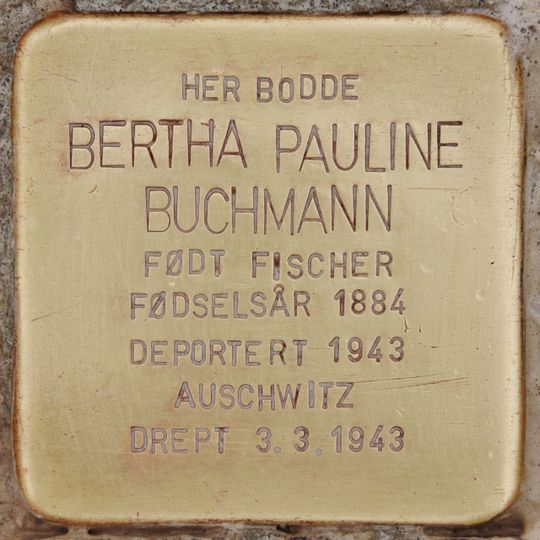 HER BODDE
BERTHA PAULINE
BUCHMANN
FØDT FISCHER
FØDSELSÅR 1884
DEPORTERT 1943
AUSCHWITZ
DREPT 3.3.1943